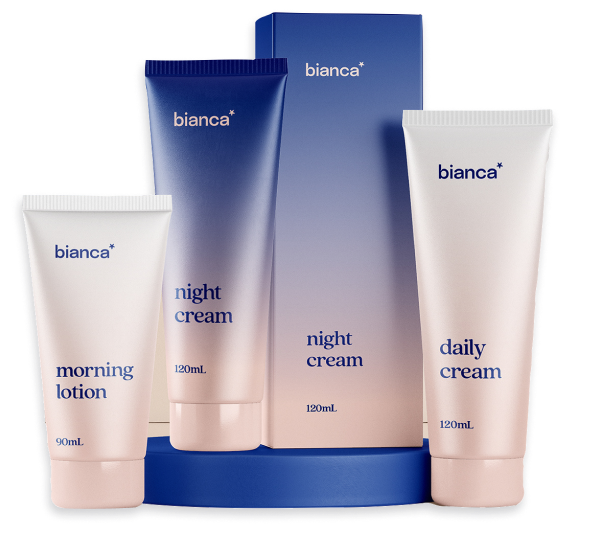 bianca*
morning
lotion
90mL
bianca*
night
cream
120mL
bianca*
night
cream
120mL
bianca*
daily
cream
120mL